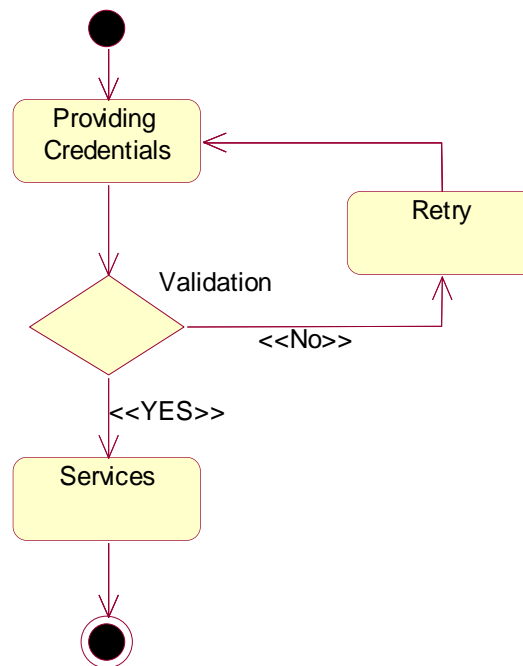 Providing
Credentials
Retry
Validation
<<No>>
<<YES>>
Services